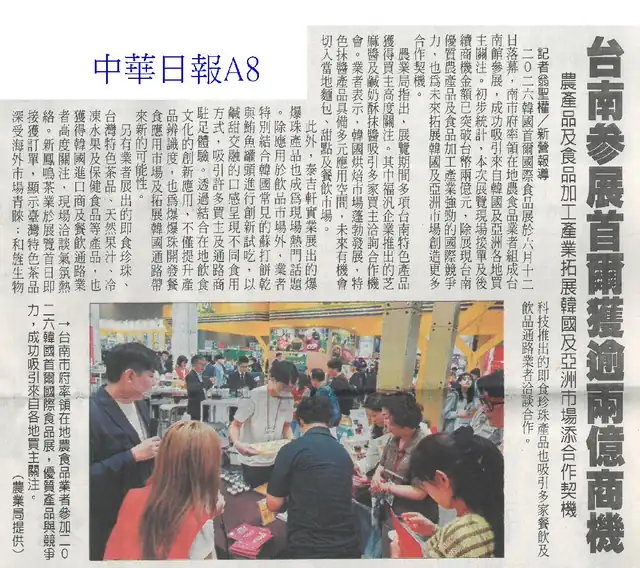 中華日報A8
台南參展首爾獲逾兩億商機
農產品及食品加工產業拓展韓國及亞洲市場添合作契機
記者翁聖權／新營報導
二〇二六韓國首爾國際食品展於六月十二
日落幕，南市府率領在地農食品業者組成台
南館參展，成功吸引來自韓國及亞洲各地買
主關注。初步統計，本次展覽現場接單及後
續商機金額已突破台幣兩億元，除展現台南
優質農產品及食品加工產業強勁的國際競爭
力，也為未來拓展韓國及亞洲市場創造更多
合作契機。
農業局指出，展覽期間多項台南特色產品
獲得買主高度關注。其中福汎企業推出的芝
麻醬及鹹奶酥抹醬吸引多家買主洽詢合作機
會。業者表示，韓國烘焙市場蓬勃發展，特
色抹醬產品具備多元應用空間，未來有機會
切入當地麵包、甜點及餐飲市場。
此外，泰吉軒實業展出的爆
爆珠產品也成為現場熱門話題
。除應用於飲品市場外，業者
特別結合韓國常見的蘇打餅乾
與鮪魚罐頭進行創新試吃，以
鹹甜交融的口感呈現不同食用
方式，吸引許多買主及通路商
駐足體驗。透過結合在地飲食
文化的創新應用，不僅提升產
品辨識度，也為爆爆珠開發餐
食應用市場及拓展韓國通路帶
來新的可能性。
另有業者展出的即食珍珠、
台灣特色茶品、天然果汁、冷
凍水果及保健食品等產品，也
獲得韓國進口商及餐飲通路業
者高度關注，現場洽談氣氛熱
絡。新鳳鳴茶業於展覽首日即
接獲訂單，顯示臺灣特色茶品
深受海外市場青睞；和旌生物
科技推出的即食珍珠產品也吸引多家餐飲及
飲品通路業者洽談合作。
→台南市府率領在地農食品業者參加二〇
二六韓國首爾國際食品展，優質產品與競爭
力，成功吸引來自各地買主關注。
（農業局提供）